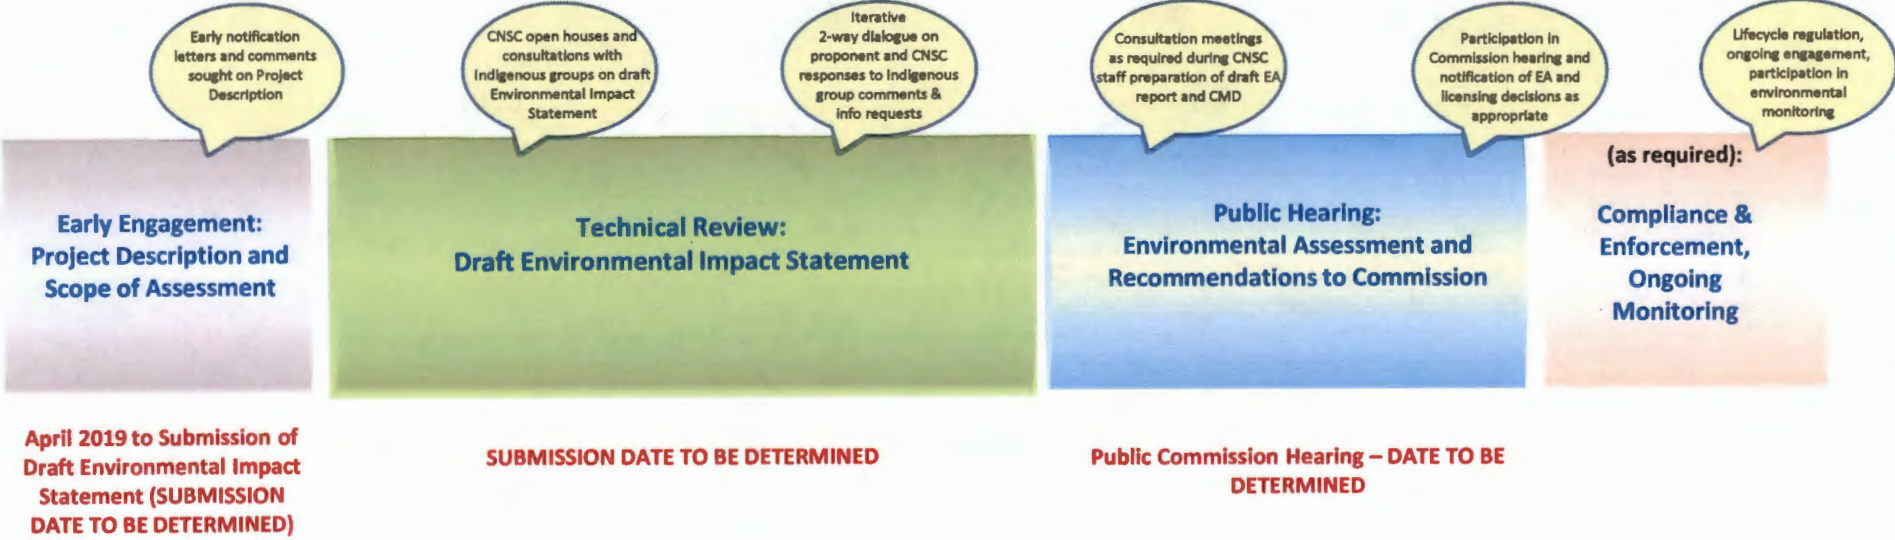 Early notification
letters and comments
sought on Project
Description
CNSC open houses and
consultations with
Indigenous groups on draft
Environmental Impact
Statement
Iterative
2-way dialogue on
proponent and CNSC
responses to Indigenous
group comments &
info requests
Consultation meetings
as required during CNSC
staff preparation of draft EA
report and CMD
Participation in
Commission hearing and
notification of EA and
licensing decisions as
appropriate
Lifecycle regulation,
ongoing engagement,
participation in
environmental
monitoring
Early Engagement:
Project Description and
Scope of Assessment
Technical Review:
Draft Environmental Impact Statement
Public Hearing:
Environmental Assessment and
Recommendations to Commission
(as required):
Compliance &
Enforcement,
Ongoing
Monitoring
April 2019 to Submission of
Draft Environmental Impact
Statement (SUBMISSION
DATE TO BE DETERMINED)
SUBMISSION DATE TO BE DETERMINED
Public Commission Hearing – DATE TO BE
DETERMINED